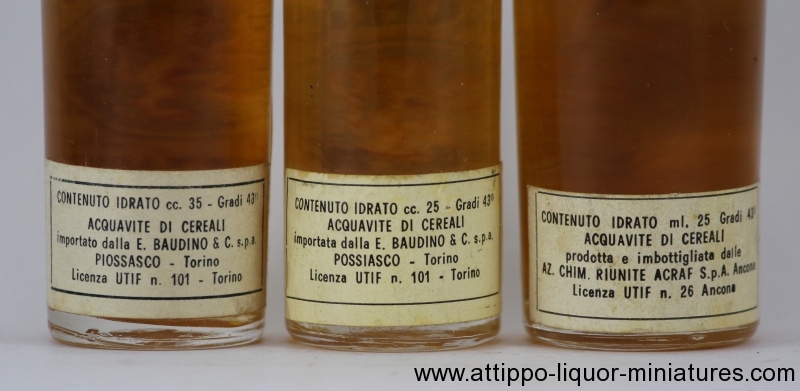 CONTENUTO IDRATO cc. 35 - Gradi 43°
ACQUAVITE DI CEREALI
importato dalla E. BAUDINO & C. s.p.a.
PIOSSASCO - Torino
Licenza UTIF n. 101 - Torino
CONTENUTO IDRATO cc. 25 - Gradi 43°
ACQUAVITE DI CEREALI
importata dalla E. BAUDINO & C. s.p.a.
POSSIASCO - Torino
Licenza UTIF n. 101 - Torino
CONTENUTO IDRATO ml. 25 Gradi 43°
ACQUAVITE DI CEREALI
prodotta e imbottigliata dalle
AZ. CHIM. RIUNITE ACRAF S.p.A. Ancona
Licenza UTIF n. 26 Ancona
www.attippo-liquor-miniatures.com